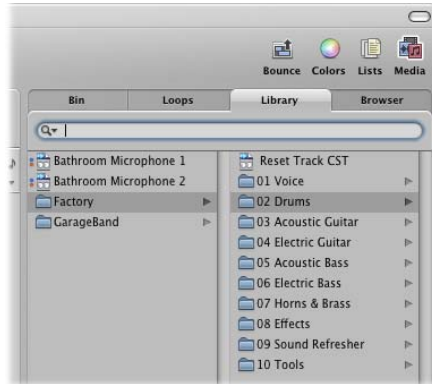 Bounce Colors Lists Media
Bin Loops Library Browser
Bathroom Microphone 1
Bathroom Microphone 2
Factory
GarageBand
Reset Track CST
01 Voice
02 Drums
03 Acoustic Guitar
04 Electric Guitar
05 Acoustic Bass
06 Electric Bass
07 Horns & Brass
08 Effects
09 Sound Refresher
10 Tools